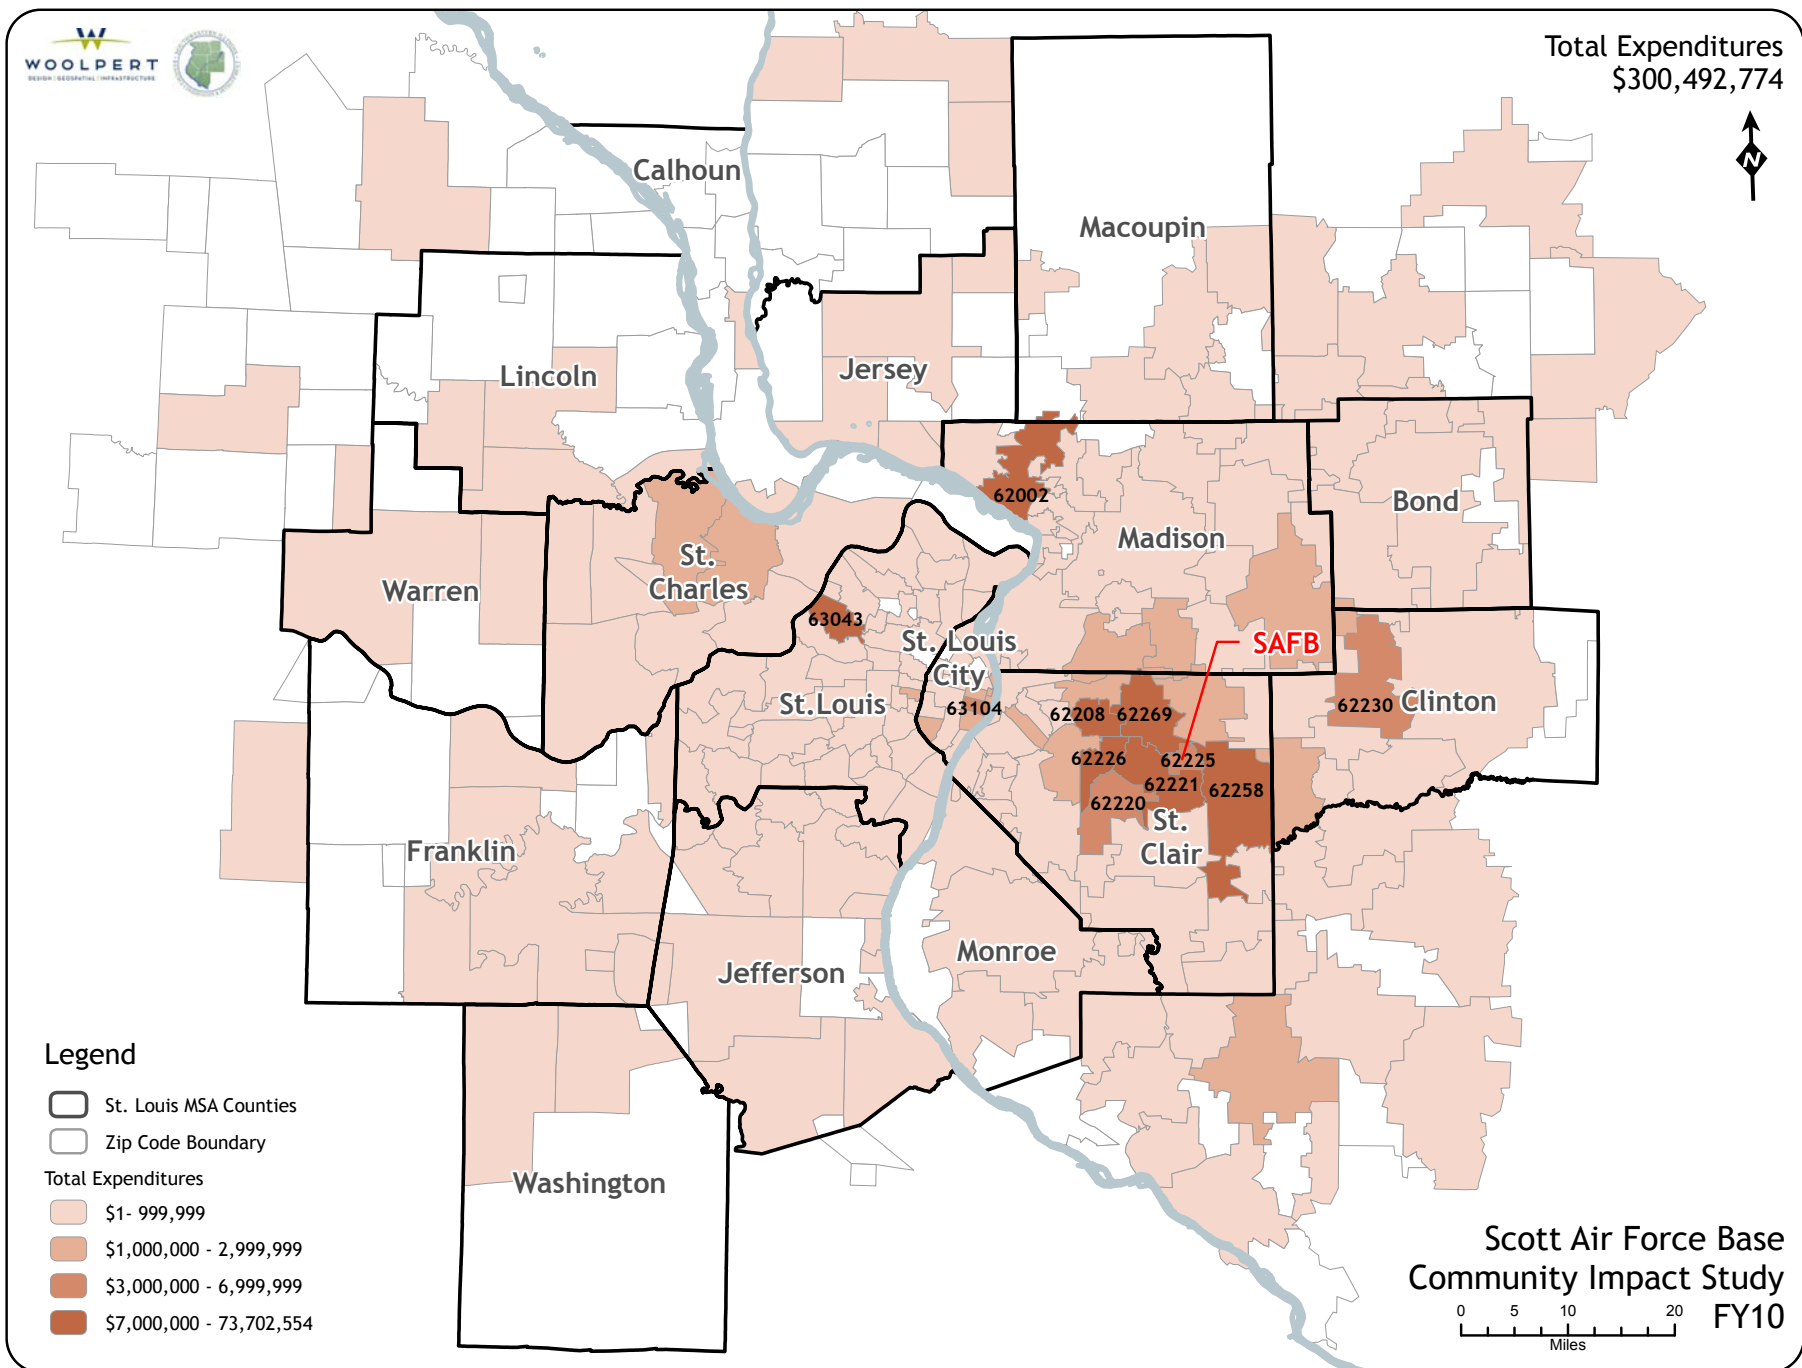 WOOLPERT
DESIGN | GEOSPATIAL | INFRASTRUCTURE
Total Expenditures
$300,492,774
N
Calhoun
Macoupin
Lincoln
Jersey
62002
Bond
Madison
St.
Charles
Warren
63043
St. Louis
City
SAFB
St.Louis
63104
62208
62269
62230
Clinton
62226
62225
62221
62258
62220
St.
Clair
Franklin
Monroe
Jefferson
Washington
Legend
St. Louis MSA Counties
Zip Code Boundary
Total Expenditures
$1- 999,999
$1,000,000 - 2,999,999
$3,000,000 - 6,999,999
$7,000,000 - 73,702,554
Scott Air Force Base
Community Impact Study
FY10
0 5 10 20
Miles